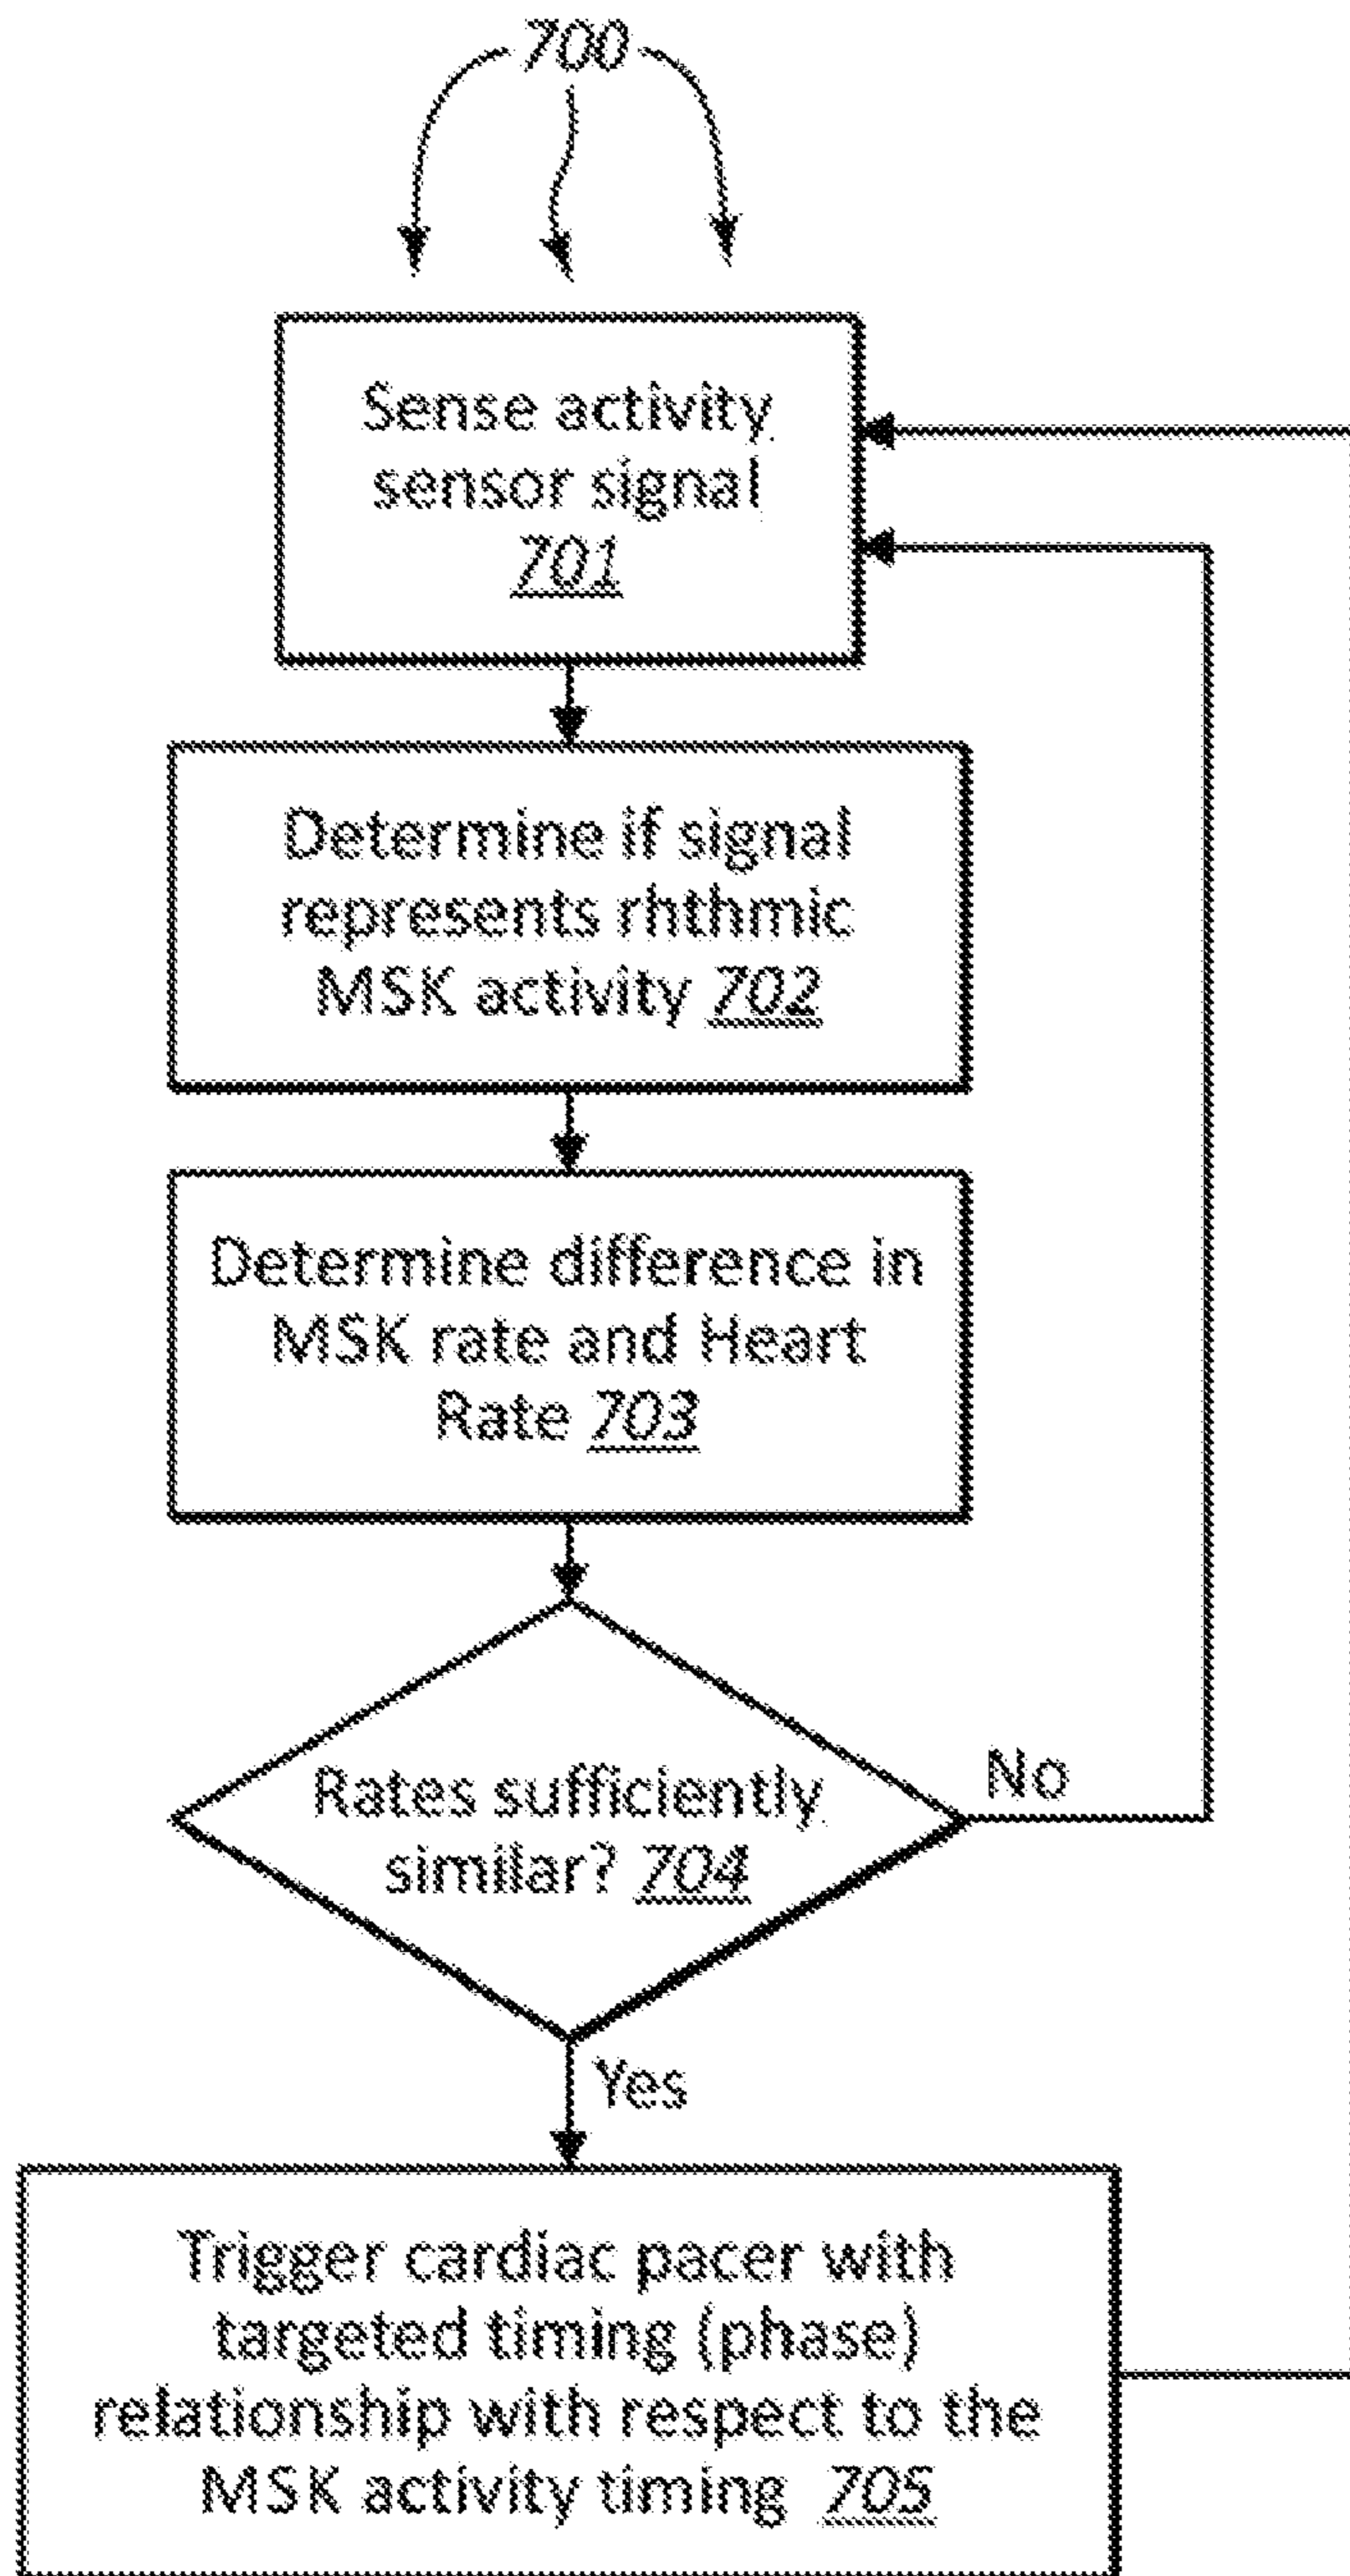 700
Sense activity
sensor signal
701
Determine if signal
represents rhthmic
MSK activity 702
Determine difference in
MSK rate and Heart
Rate 703
Rates sufficiently
similar? 704
No
Yes
Trigger cardiac pacer with
targeted timing (phase)
relationship with respect to the
MSK activity timing 705